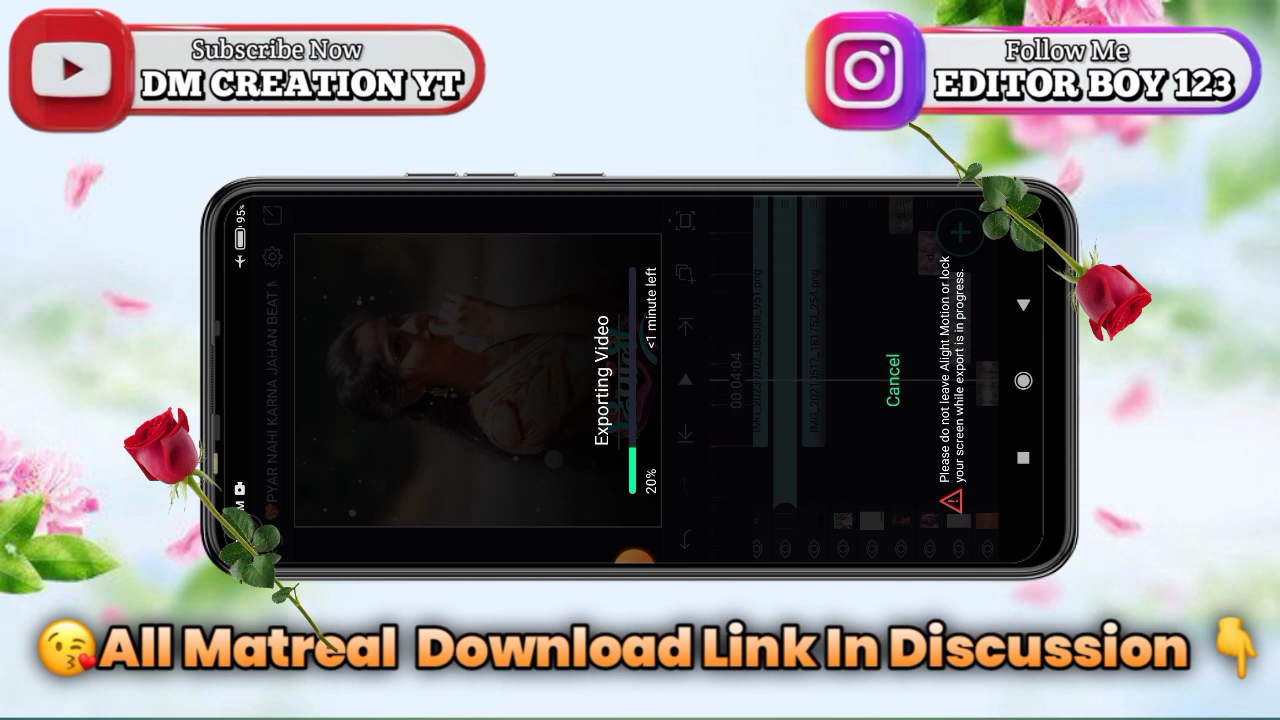 Subscribe Now
DM CREATION YT
Follow Me
EDITOR BOY 123
95%
PYAR NAHI KARNA JAHAN BEAT
Exporting Video
20%
<1 minute left
00:04:04
Cancel
Please do not leave Alight Motion or lock
your screen while export is in progress.
😘All Matreal Download Link In Discussion 👇